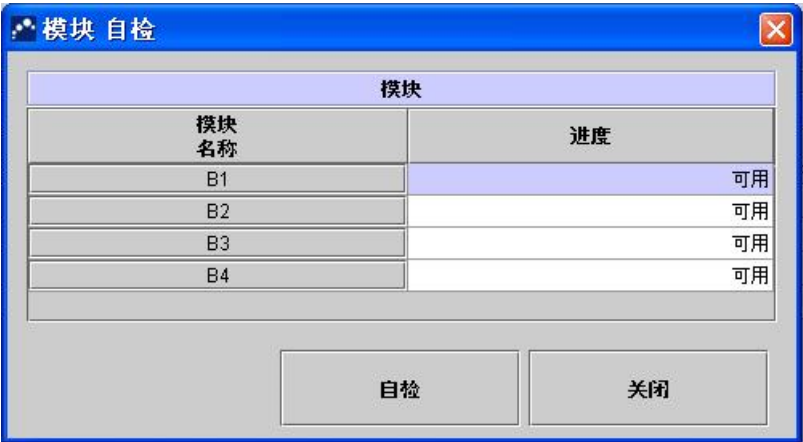 模块 自检
模块
模块
名称
进度
B1 可用
B2 可用
B3 可用
B4 可用
自检 关闭